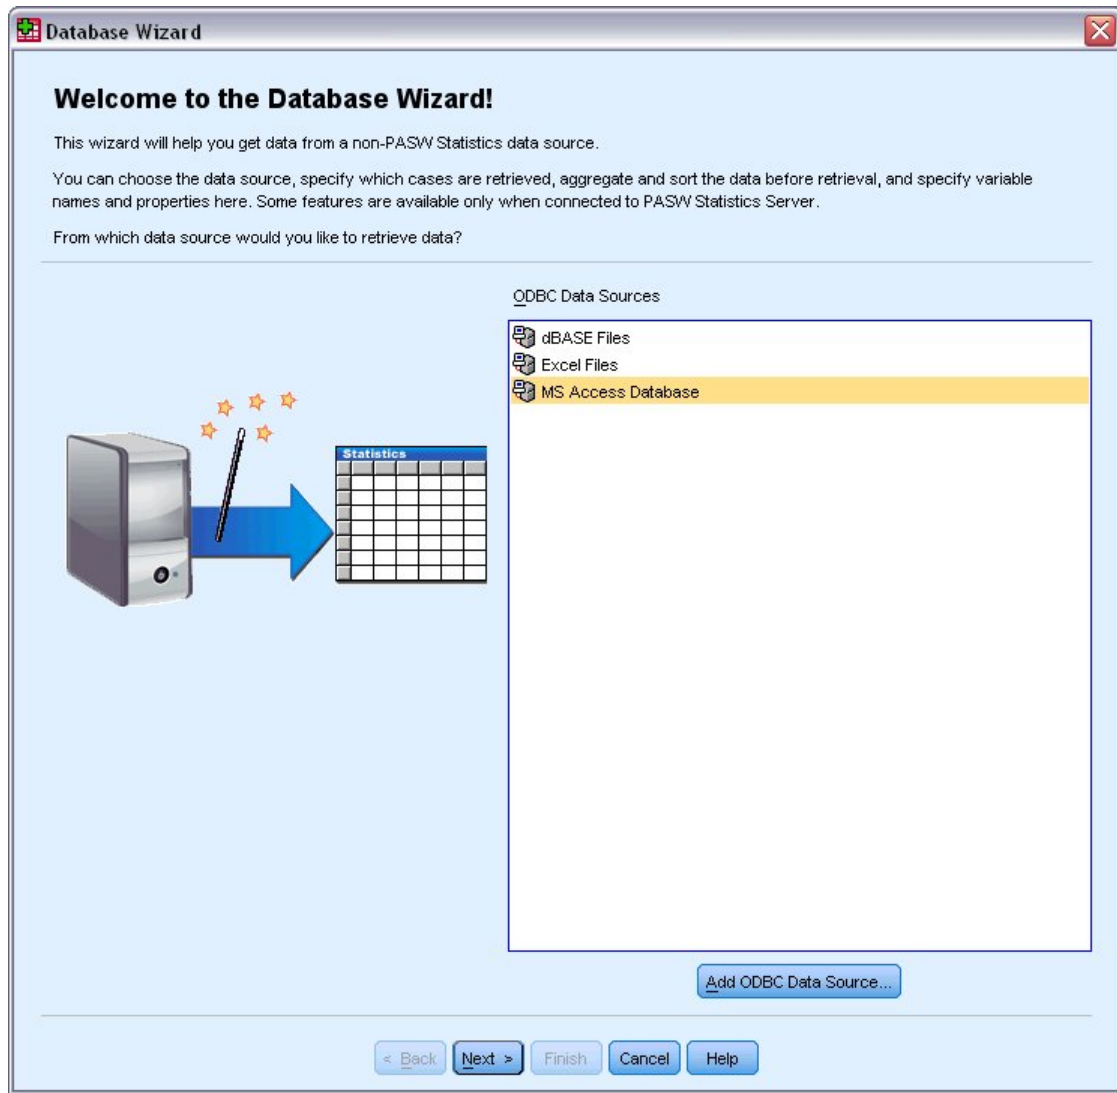 Database Wizard
Welcome to the Database Wizard!
This wizard will help you get data from a non-PASW Statistics data source.
You can choose the data source, specify which cases are retrieved, aggregate and sort the data before retrieval, and specify variable
names and properties here. Some features are available only when connected to PASW Statistics Server.
From which data source would you like to retrieve data?
ODBC Data Sources
dBASE Files
Excel Files
MS Access Database
Statistics
Add ODBC Data Source...
< Back
Next >
Finish
Cancel
Help